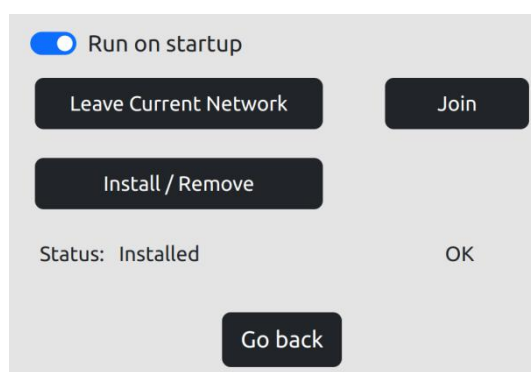 Run on startup
Leave Current Network Join
Install / Remove
Status: Installed OK
Go back